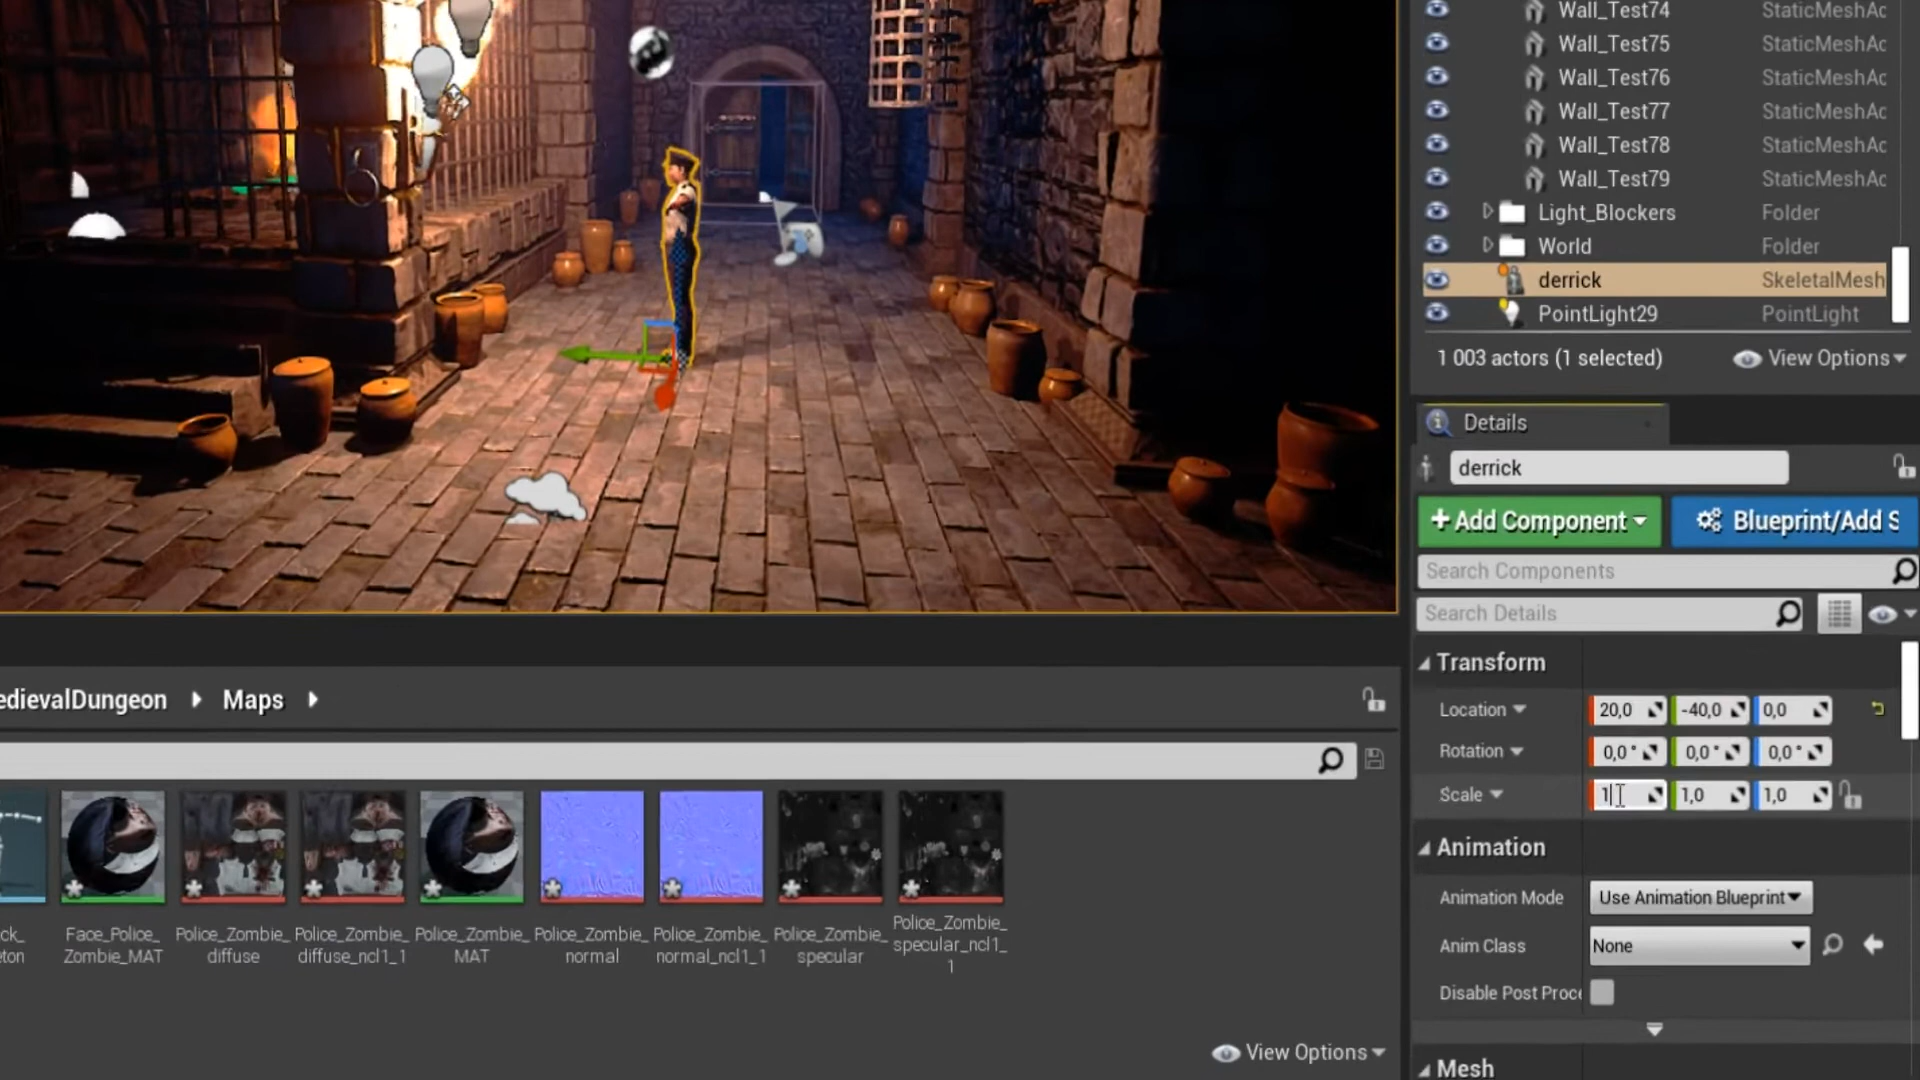 Wall_Test74 StaticMeshAc
Wall_Test75 StaticMeshAc
Wall_Test76 StaticMeshAc
Wall_Test77 StaticMeshAc
Wall_Test78 StaticMeshAc
Wall_Test79 StaticMeshAc
Light_Blockers Folder
World Folder
derrick SkeletalMesh
PointLight29 PointLight
1 003 actors (1 selected) View Options
Details
derrick
+ Add Component Blueprint/Add S
Search Components
Search Details
Transform
Location 20,0 -40,0 0,0
Rotation 0,0° 0,0° 0,0°
Scale 1 1,0 1,0
Animation
Animation Mode Use Animation Blueprint
Anim Class None
Disable Post Proce
Mesh
edievalDungeon Maps
ck_
eton
Face_Police_
Zombie_MAT
Police_Zombie_
diffuse
Police_Zombie_
diffuse_ncl1_1
Police_Zombie_
MAT
Police_Zombie_
normal
Police_Zombie_
normal_ncl1_1
Police_Zombie_
specular
Police_Zombie_
specular_ncl1_
1
View Options